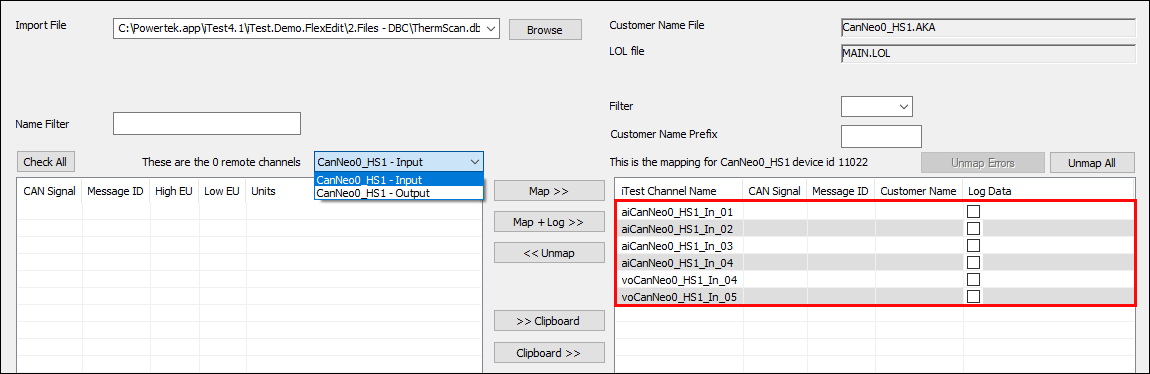 Import File
C:\Powertek.app\iTest4.1\iTest.Demo.FlexEdit\2.Files - DBC\ThermScan.db
Browse
Customer Name File
CanNeo0_HS1.AKA
LOL file
MAIN.LOL
Filter
Name Filter
Customer Name Prefix
Check All
These are the 0 remote channels
CanNeo0_HS1 - Input
This is the mapping for CanNeo0_HS1 device id 11022
Unmap Errors
Unmap All
CanNeo0_HS1 - Input
CanNeo0_HS1 - Output
CAN Signal Message ID High EU Low EU Units
Map >>
Map + Log >>
<< Unmap
>> Clipboard
Clipboard >>
iTest Channel Name CAN Signal Message ID Customer Name Log Data
aiCanNeo0_HS1_In_01
aiCanNeo0_HS1_In_02
aiCanNeo0_HS1_In_03
aiCanNeo0_HS1_In_04
voCanNeo0_HS1_In_04
voCanNeo0_HS1_In_05